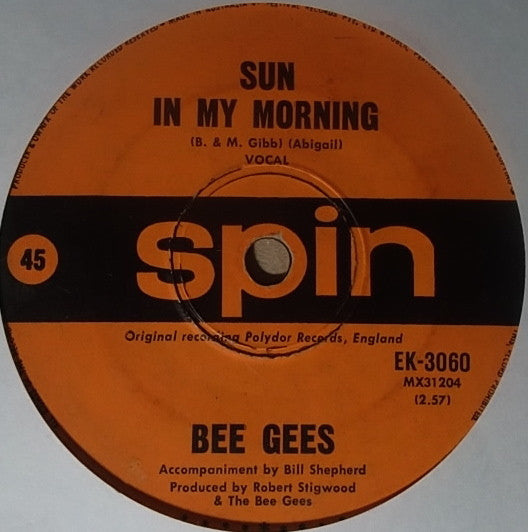 SUN
IN MY MORNING
(B. & M. Gibb) (Abigail)
VOCAL
45
spin
Original recording Polydor Records, England
EK-3060
MX31204
(2.57)
BEE GEES
Accompaniment by Bill Shepherd
Produced by Robert Stigwood
& The Bee Gees